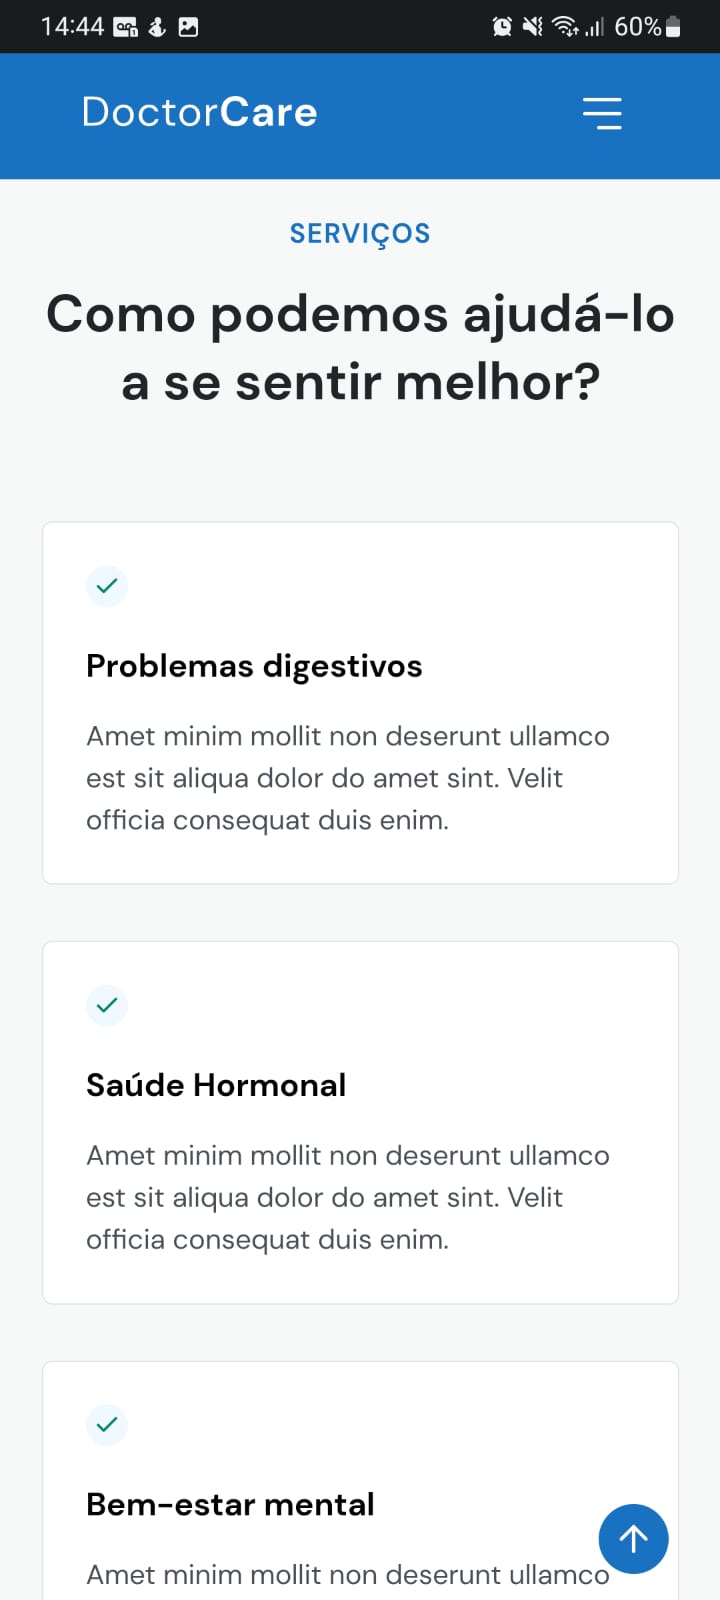 14:44
60%
DoctorCare
SERVIÇOS
Como podemos ajudá-lo
a se sentir melhor?
Problemas digestivos
Amet minim mollit non deserunt ullamco
est sit aliqua dolor do amet sint. Velit
officia consequat duis enim.
Saúde Hormonal
Amet minim mollit non deserunt ullamco
est sit aliqua dolor do amet sint. Velit
officia consequat duis enim.
Bem-estar mental
Amet minim mollit non deserunt ullamco